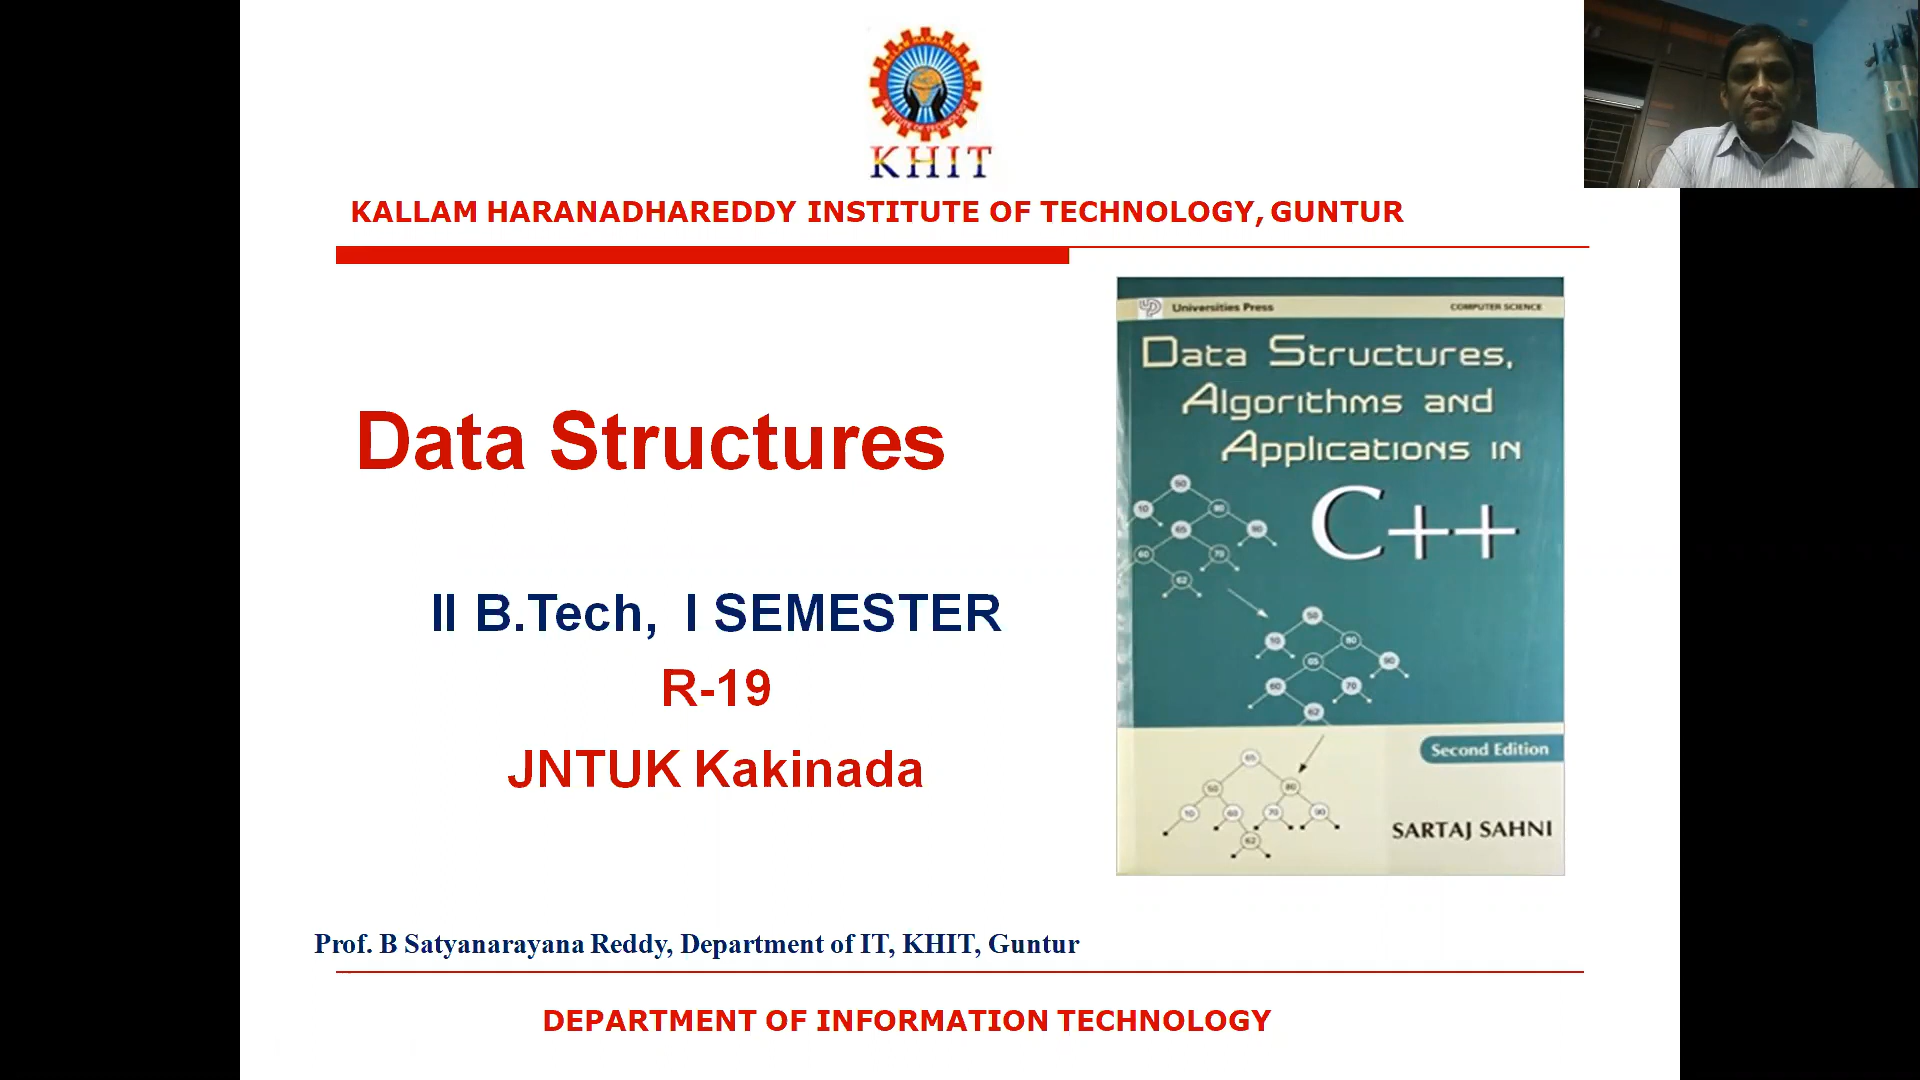 KHIT
KALLAM HARANADHAREDDY INSTITUTE OF TECHNOLOGY, GUNTUR
Universities Press
COMPUTER SCIENCE
Data Structures,
Algorithms and
Applications in
C++
Data Structures
II B.Tech, I SEMESTER
R-19
JNTUK Kakinada
Second Edition
SARTAJ SAHNI
Prof. B Satyanarayana Reddy, Department of IT, KHIT, Guntur
DEPARTMENT OF INFORMATION TECHNOLOGY